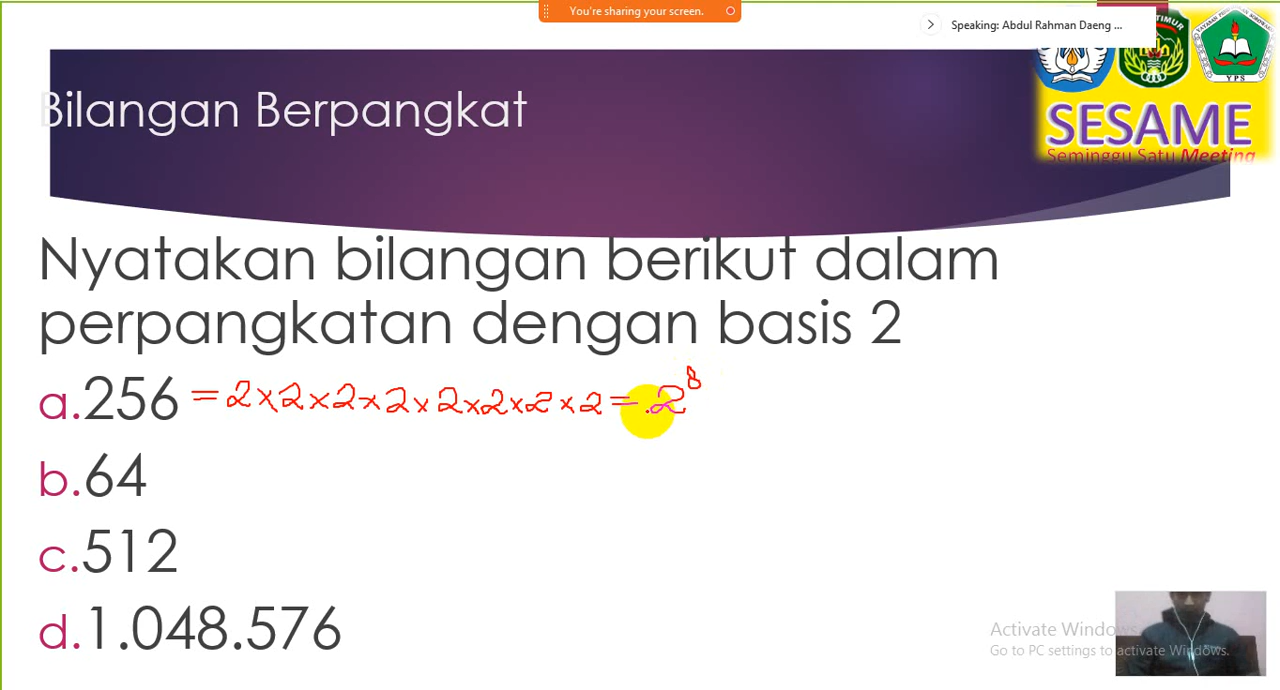 You're sharing your screen.
Speaking: Abdul Rahman Daeng ...
TIMUR
YPS
Bilangan Berpangkat
SESAME
Seminggu Satu Meeting
Nyatakan bilangan berikut dalam
perpangkatan dengan basis 2
a.256 = 2 × 2 × 2 × 2 × 2 × 2 × 2 × 2 = 2⁸
b.64
c.512
d.1.048.576
Activate Windows
Go to PC settings to activate Windows.